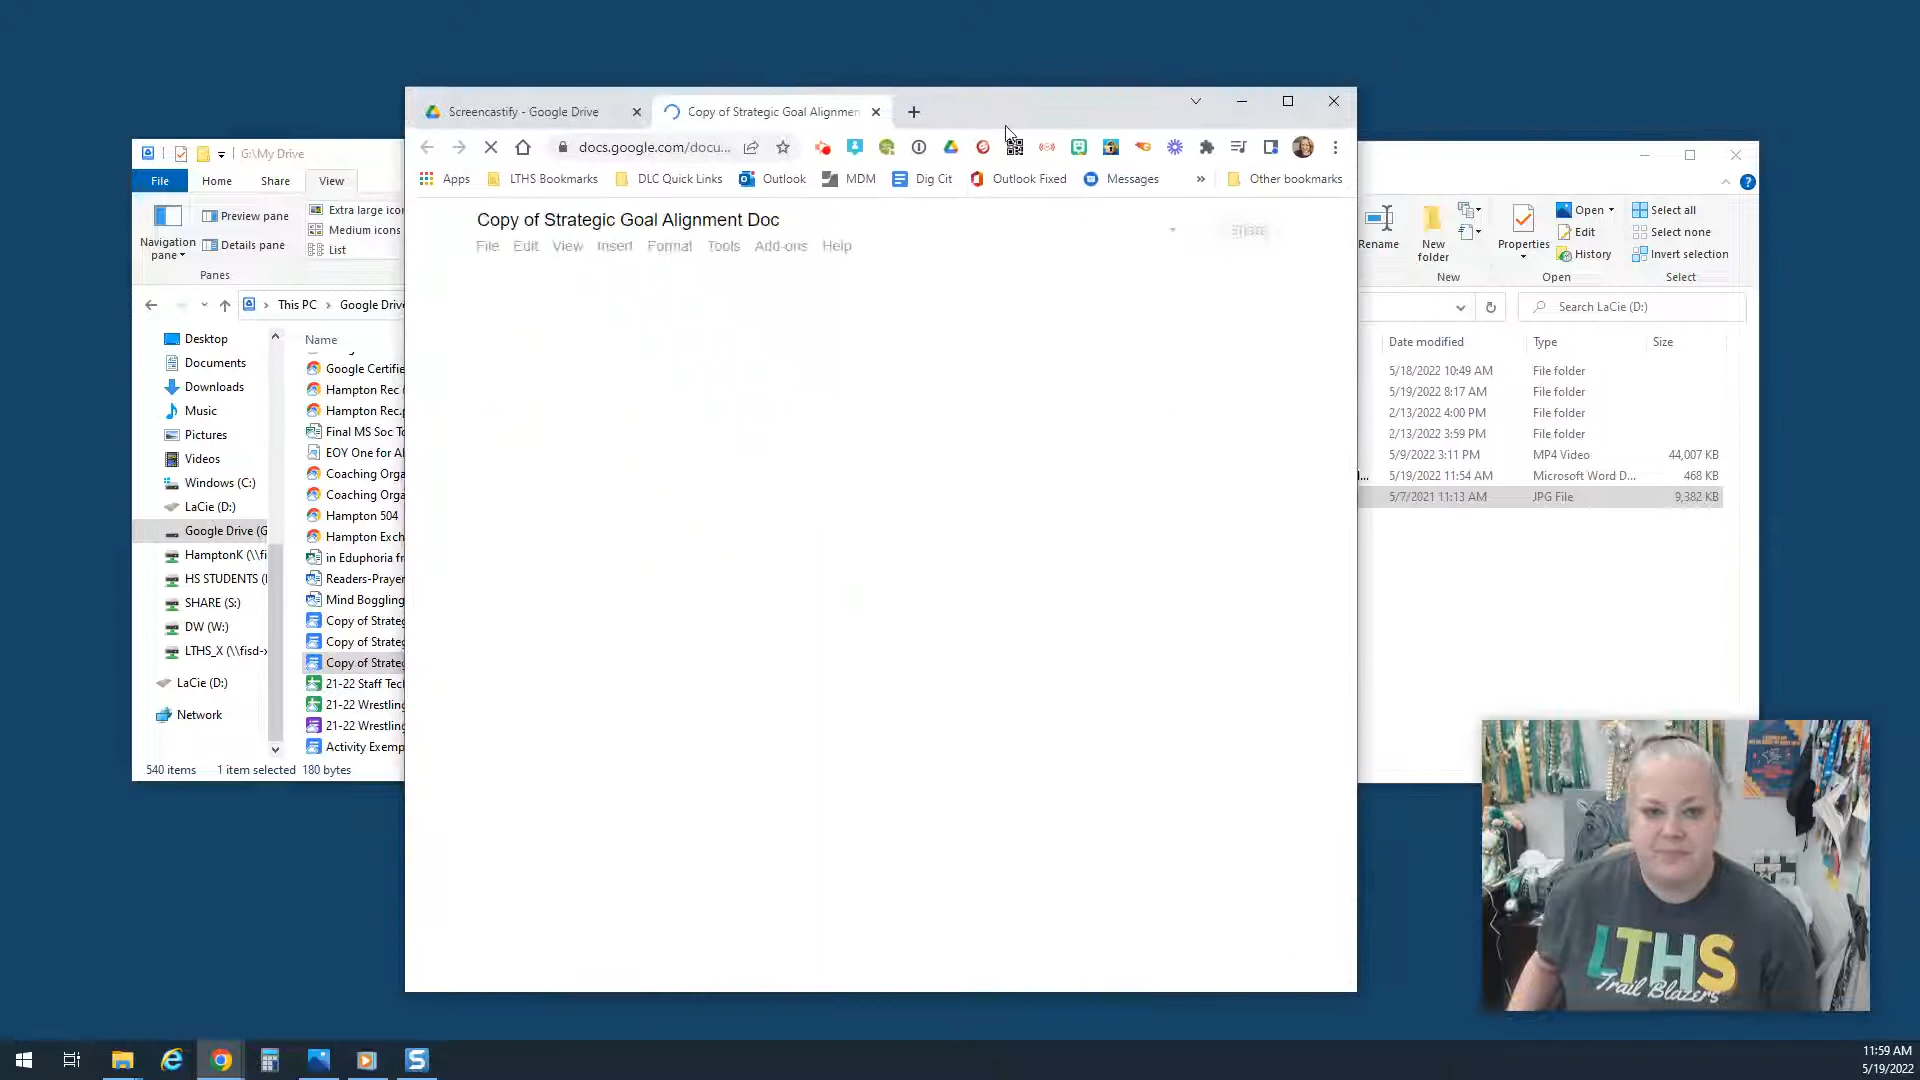 Screencastify - Google Drive
Copy of Strategic Goal Alignmen
docs.google.com/docu...
Apps
LTHS Bookmarks
DLC Quick Links
Outlook
MDM
Dig Cit
Outlook Fixed
Messages
»
Other bookmarks
Copy of Strategic Goal Alignment Doc
File Edit View Insert Format Tools Add-ons Help
Share
G:\My Drive
File Home Share View
Navigation pane
Preview pane
Details pane
Extra large icon
Medium icons
List
Panes
This PC > Google Drive
Desktop
Documents
Downloads
Music
Pictures
Videos
Windows (C:)
LaCie (D:)
Google Drive (G
HamptonK (\\fi
HS STUDENTS (
SHARE (S:)
DW (W:)
LTHS_X (\\fisd-x
LaCie (D:)
Network
Name
Google Certifie
Hampton Rec
Hampton Rec.p
Final MS Soc To
EOY One for Al
Coaching Orga
Coaching Orga
Hampton 504
Hampton Exch
in Eduphoria fr
Readers-Prayer
Mind Boggling
Copy of Strateg
Copy of Strateg
Copy of Strateg
21-22 Staff Tech
21-22 Wrestling
21-22 Wrestling
Activity Exemp
540 items 1 item selected 180 bytes
Rename
New folder
New
Properties
Open
Edit
History
Open
Select all
Select none
Invert selection
Select
Search LaCie (D:)
Date modified Type Size
5/18/2022 10:49 AM File folder
5/19/2022 8:17 AM File folder
2/13/2022 4:00 PM File folder
2/13/2022 3:59 PM File folder
5/9/2022 3:11 PM MP4 Video 44,007 KB
5/19/2022 11:54 AM Microsoft Word D... 468 KB
5/7/2021 11:13 AM JPG File 9,382 KB
LTHS
Trail Blazers
11:59 AM
5/19/2022